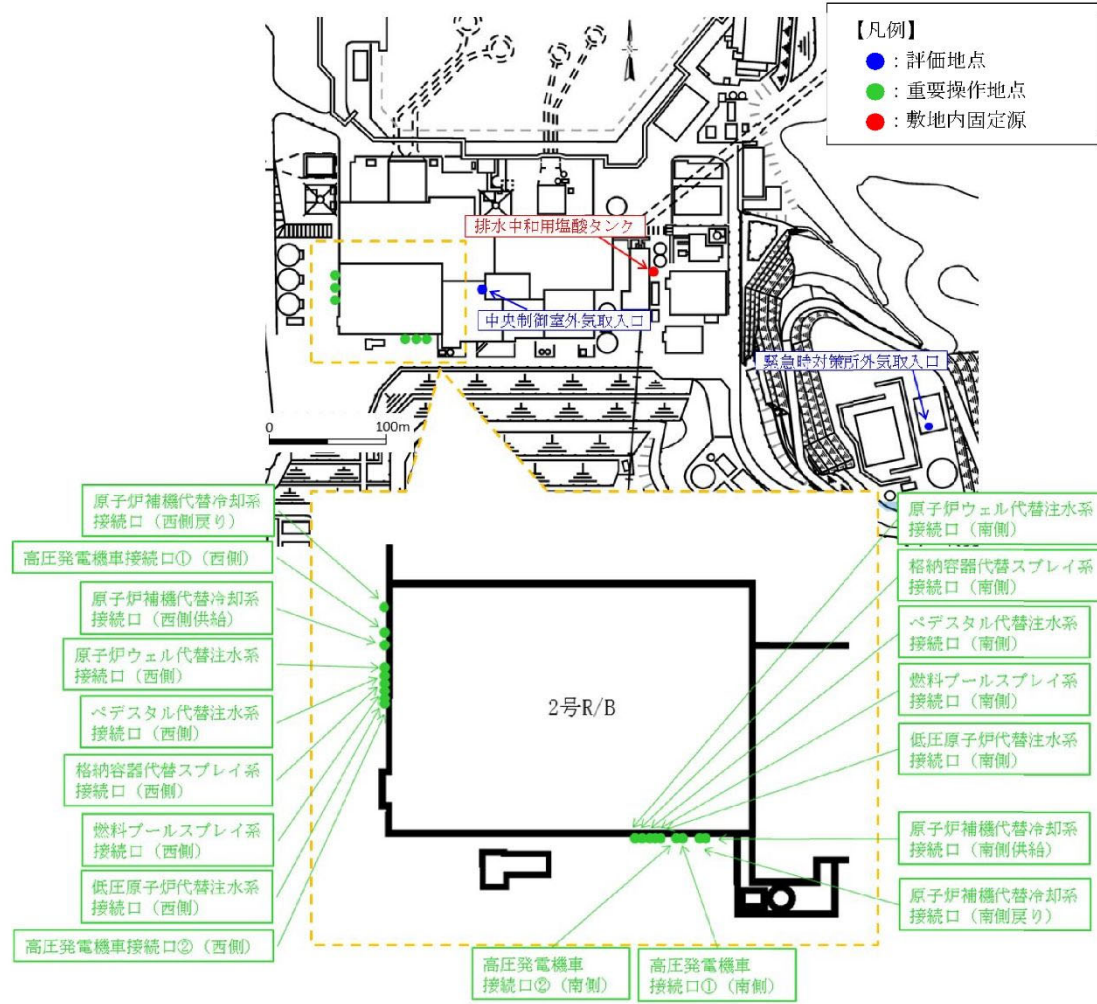 【凡例】
●：評価地点
●：重要操作地点
●：敷地内固定源
排水中和用塩酸タンク
中央制御室外気取入口
緊急時対策所外気取入口
0
100m
原子炉補機代替冷却系
接続口（西側戻り）
高圧発電機車接続口①（西側）
原子炉補機代替冷却系
接続口（西側供給）
原子炉ウェル代替注水系
接続口（西側）
ペデスタル代替注水系
接続口（西側）
格納容器代替スプレイ系
接続口（西側）
燃料プールスプレイ系
接続口（西側）
低圧原子炉代替注水系
接続口（西側）
高圧発電機車接続口②（西側）
2号R/B
原子炉ウェル代替注水系
接続口（南側）
格納容器代替スプレイ系
接続口（南側）
ペデスタル代替注水系
接続口（南側）
燃料プールスプレイ系
接続口（南側）
低圧原子炉代替注水系
接続口（南側）
原子炉補機代替冷却系
接続口（南側供給）
原子炉補機代替冷却系
接続口（南側戻り）
高圧発電機車
接続口②（南側）
高圧発電機車
接続口①（南側）